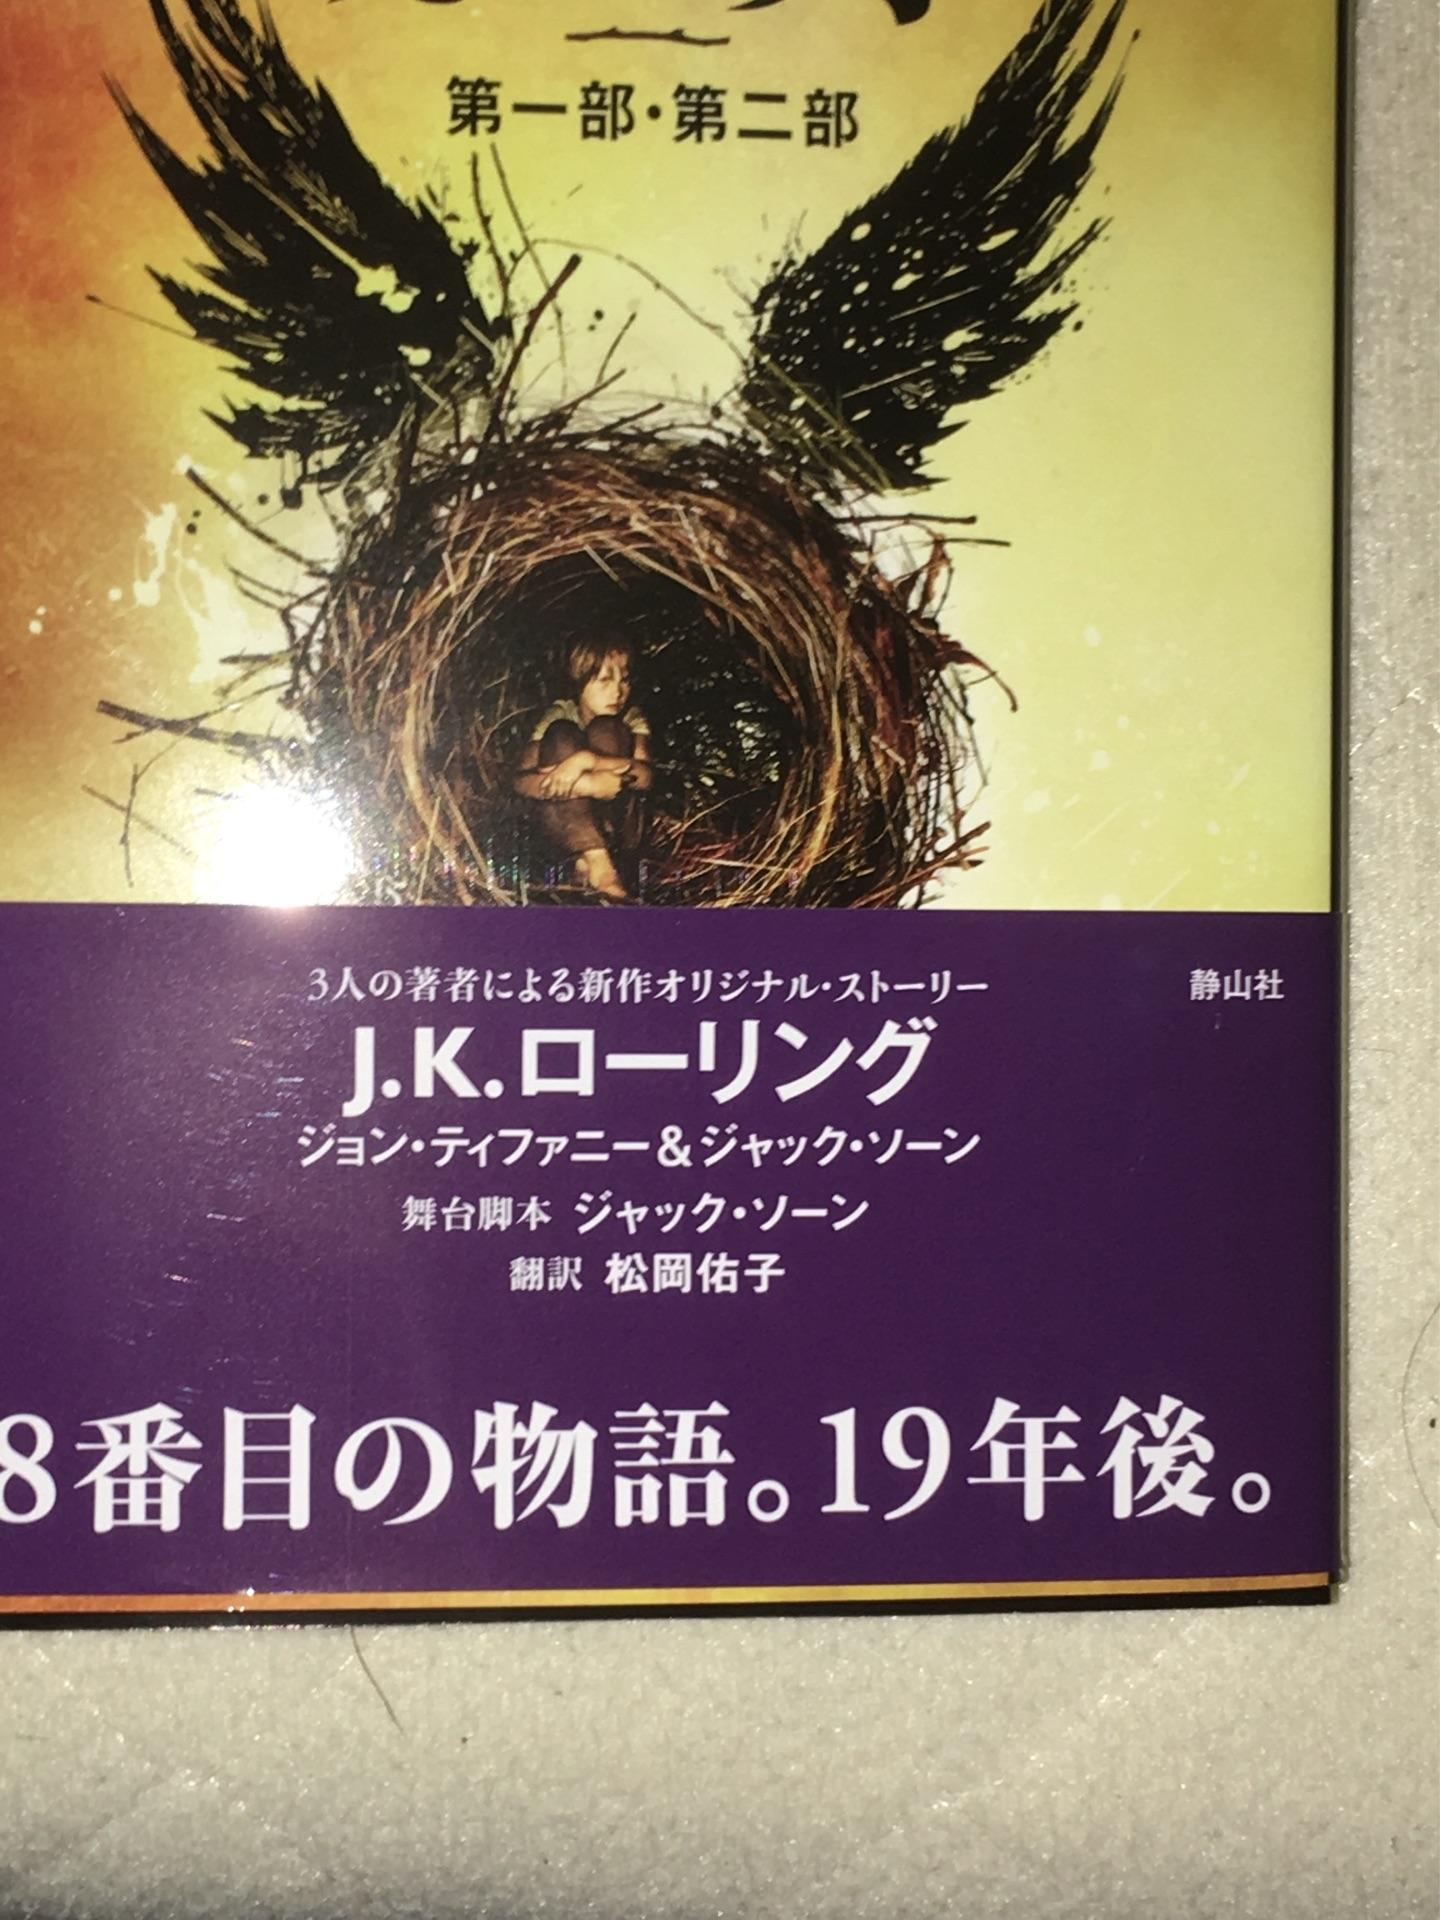 第一部・第二部
3人の著者による新作オリジナル・ストーリー
静山社
J.K.ローリング
ジョン・ティファニー&ジャック・ソーン
舞台脚本 ジャック・ソーン
翻訳 松岡佑子
8番目の物語。19年後。